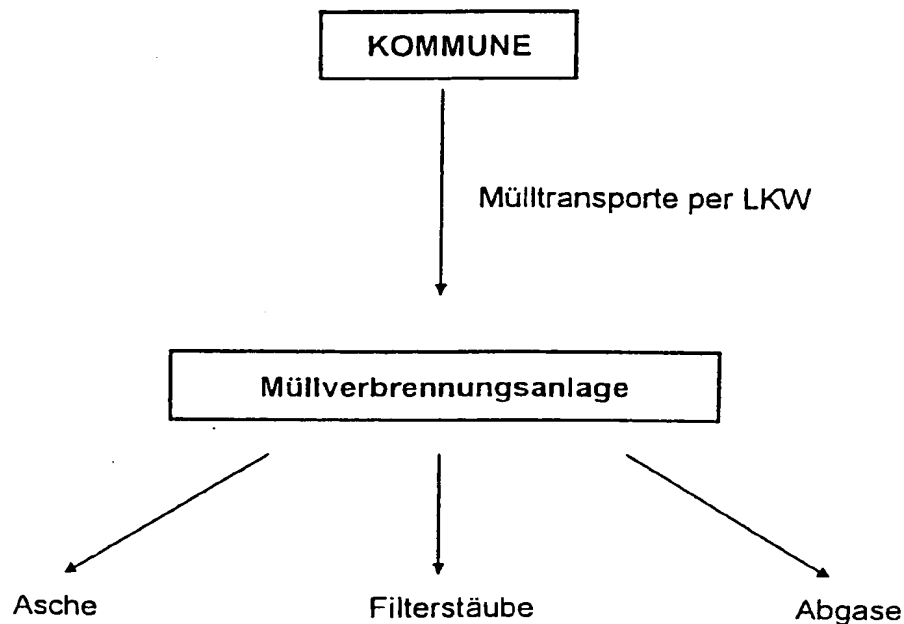 KOMMUNE
Mülltransporte per LKW
Müllverbrennungsanlage
Asche Filterstäube Abgase